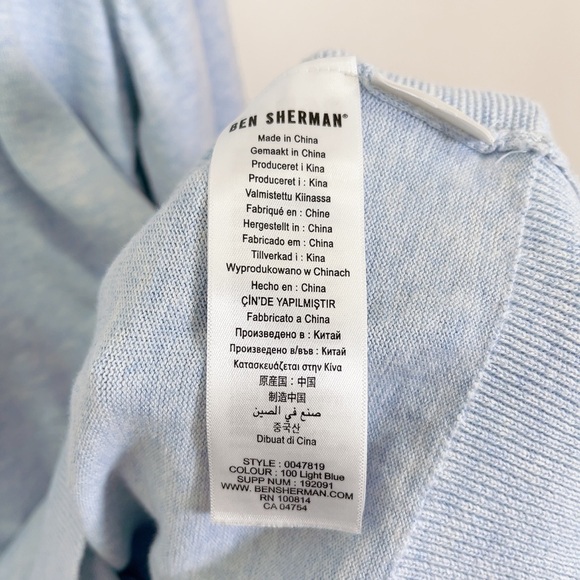 BEN SHERMAN®
Made in China
Gemaakt in China
Produceret i Kina
Produceret i : Kina
Valmistettu Kiinassa
Fabriqué en : Chine
Hergestellt in : China
Fabricado em : China
Tillverkad i : Kina
Wyprodukowano w Chinach
Hecho en : China
ÇİN'DE YAPILMIŞTIR
Fabbricato a China
Произведено в : Китай
Произведено в/във : Китай
Κατασκευάζεται στην Κίνα
原産国：中国
制造中国
صنع في الصين
중국산
Dibuat di Cina
STYLE : 0047819
COLOUR : 100 Light Blue
SUPP NUM : 192091
WWW.BENSHERMAN.COM
RN 100814
CA 04754